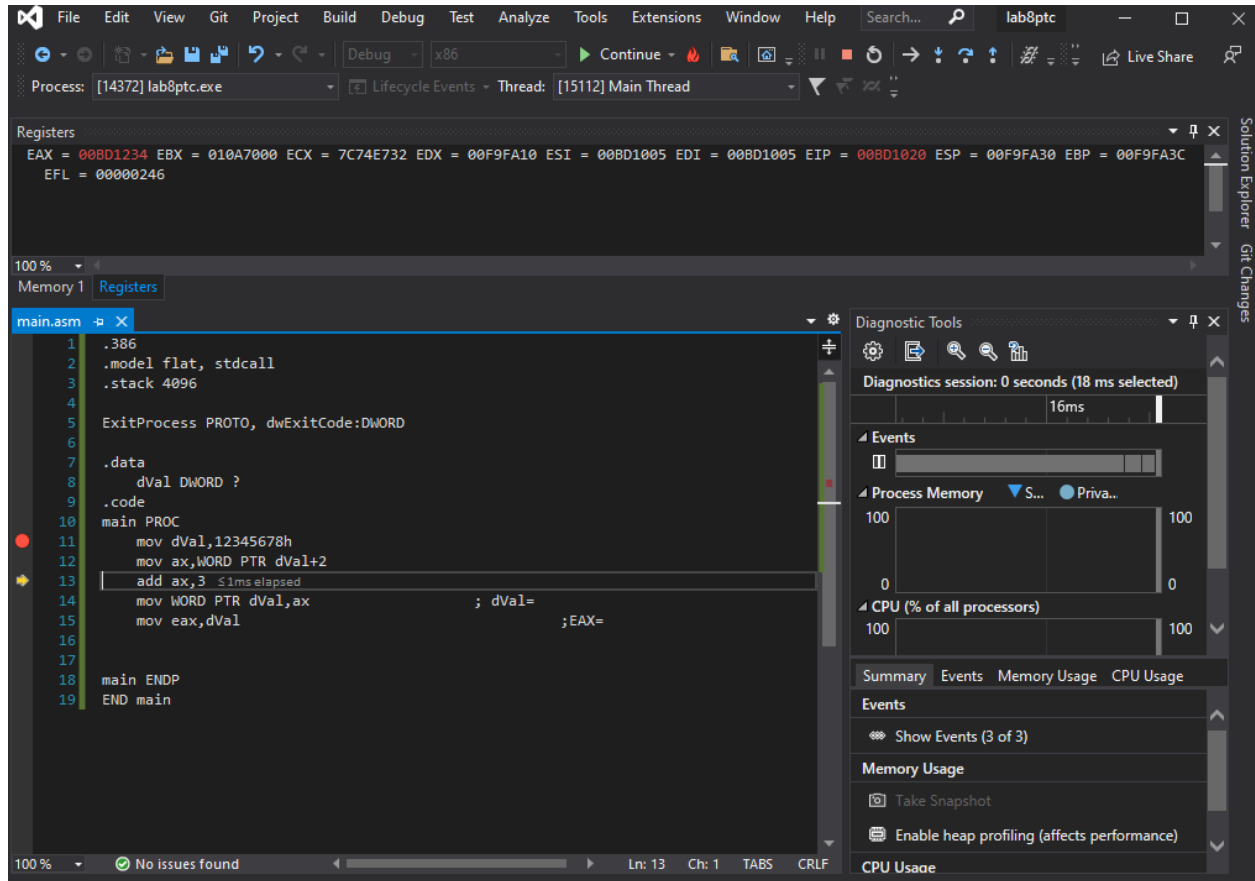 File Edit View Git Project Build Debug Test Analyze Tools Extensions Window Help Search... lab8ptc
Debug x86 Continue Live Share
Process: [14372] lab8ptc.exe Lifecycle Events Thread: [15112] Main Thread
Registers
EAX = 00BD1234 EBX = 010A7000 ECX = 7C74E732 EDX = 00F9FA10 ESI = 00BD1005 EDI = 00BD1005 EIP = 00BD1020 ESP = 00F9FA30 EBP = 00F9FA3C
EFL = 00000246
100 %
Memory 1 Registers
Solution Explorer
Git Changes
main.asm
1 .386
2 .model flat, stdcall
3 .stack 4096
4
5 ExitProcess PROTO, dwExitCode:DWORD
6
7 .data
8 dVal DWORD ?
9 .code
10 main PROC
11 mov dVal,12345678h
12 mov ax,WORD PTR dVal+2
13 add ax,3 ≤1ms elapsed
14 mov WORD PTR dVal,ax ; dVal=
15 mov eax,dVal ;EAX=
16
17
18 main ENDP
19 END main
100 % No issues found Ln: 13 Ch: 1 TABS CRLF
Diagnostic Tools
Diagnostics session: 0 seconds (18 ms selected)
16ms
Events
Process Memory S... Priva...
100 100
0 0
CPU (% of all processors)
100 100
Summary Events Memory Usage CPU Usage
Events
Show Events (3 of 3)
Memory Usage
Take Snapshot
Enable heap profiling (affects performance)
CPU Usage